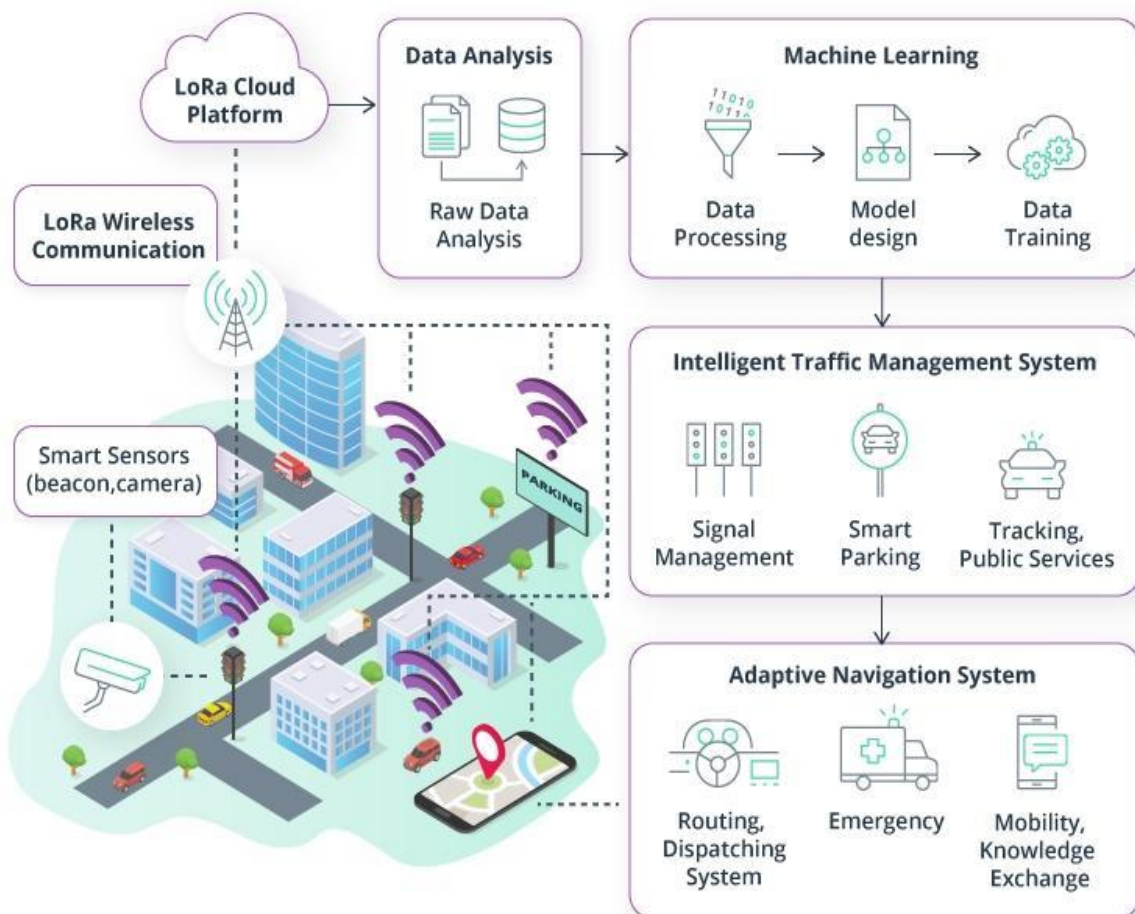 LoRa Cloud
Platform
Data Analysis
Raw Data
Analysis
Machine Learning
11010
10110
Data
Processing
Model
design
Data
Training
LoRa Wireless
Communication
Smart Sensors
(beacon,camera)
PARKING
Intelligent Traffic Management System
Signal
Management
Smart
Parking
Tracking,
Public Services
Adaptive Navigation System
Routing,
Dispatching
System
Emergency
Mobility,
Knowledge
Exchange